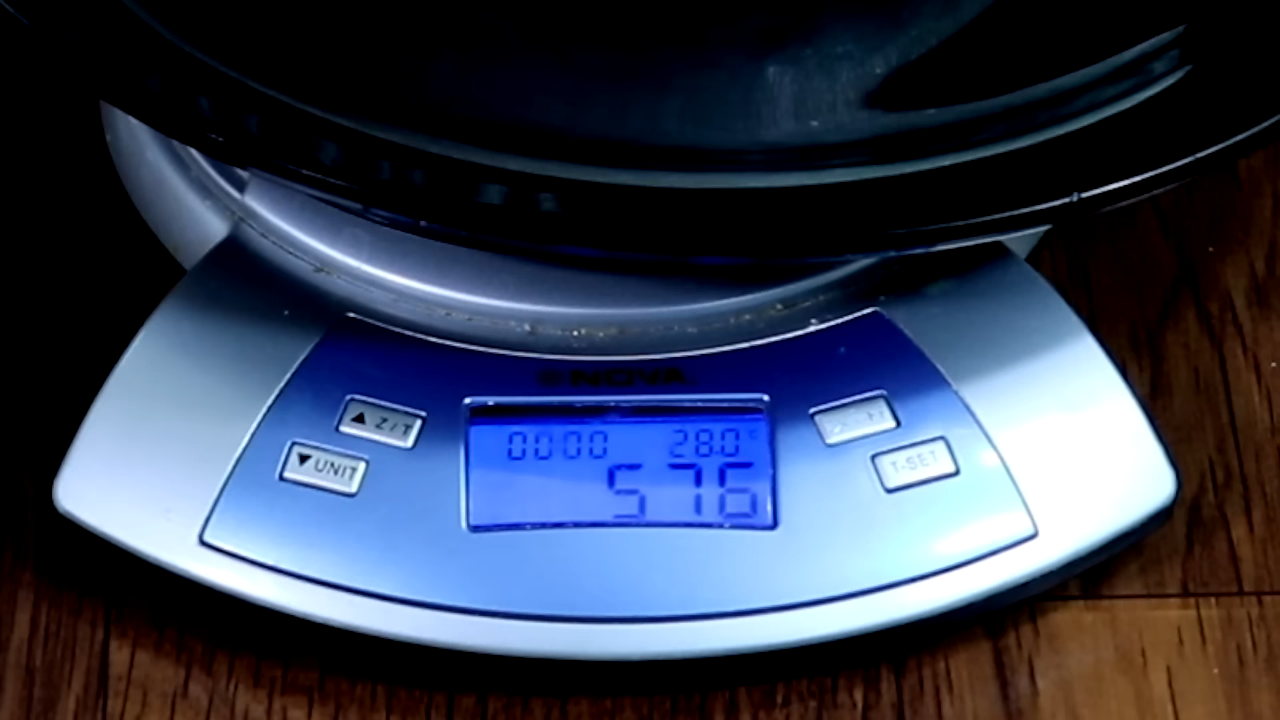 NOVA
▲ Z/T
▼ UNIT
0000 28.0°C
576
T-SET